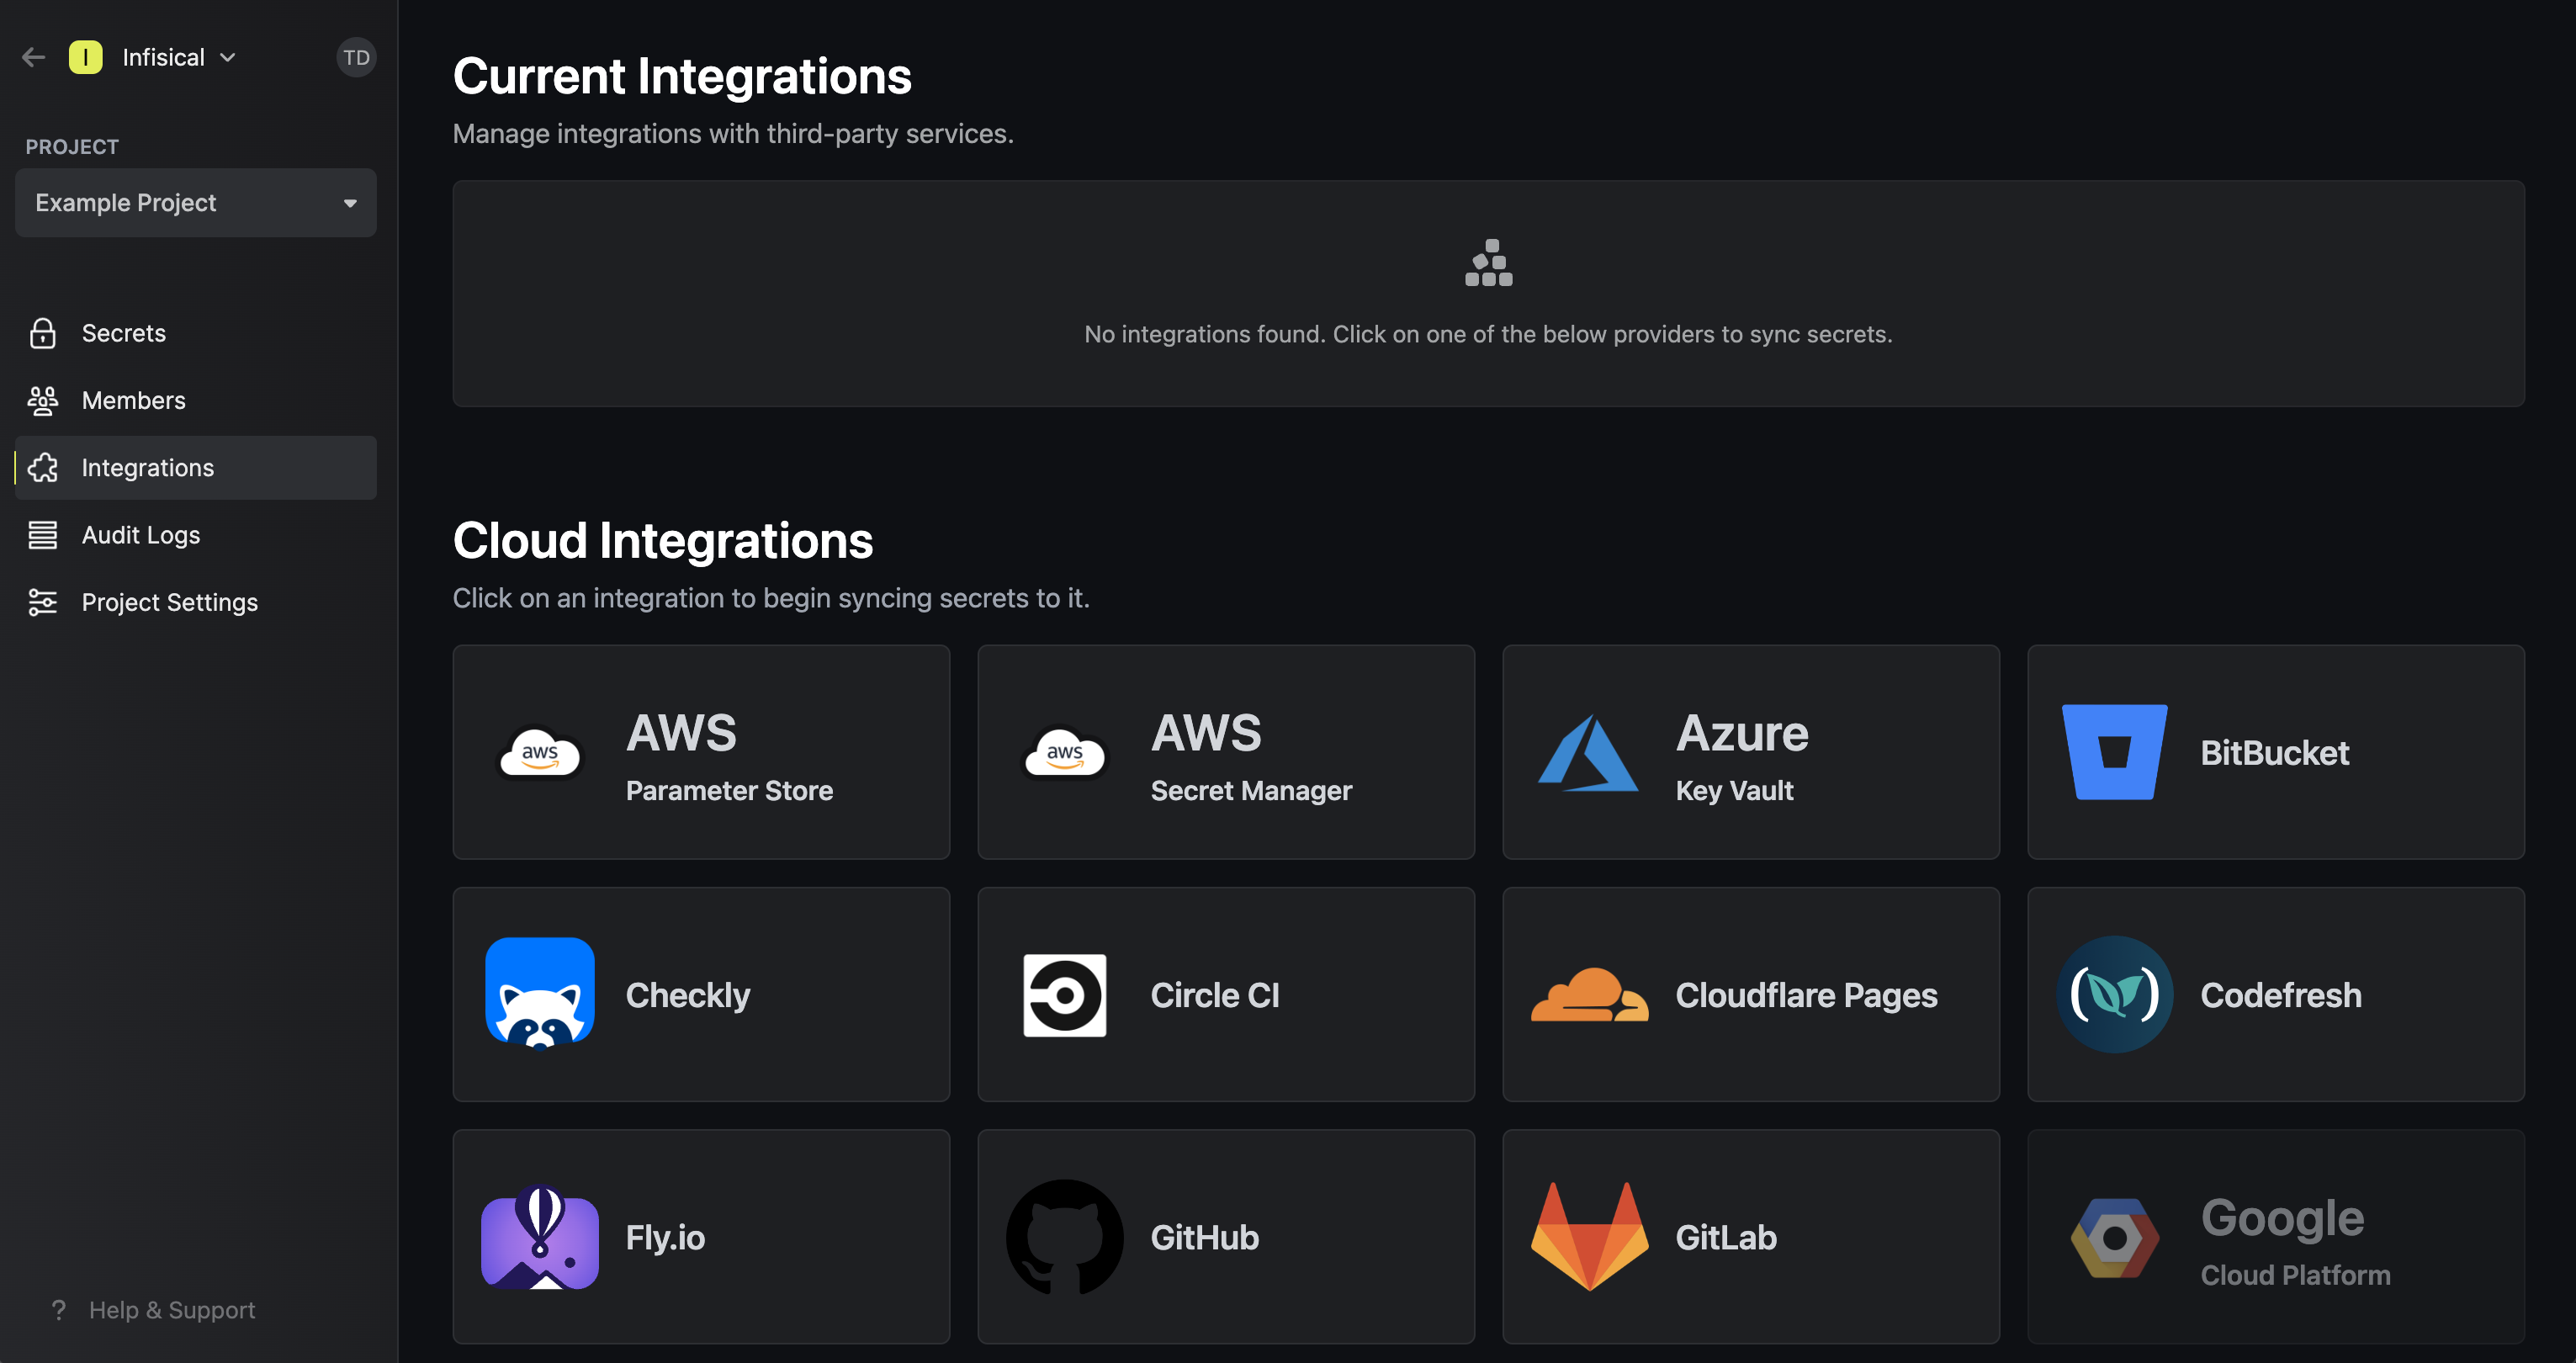 I Infisical TD
PROJECT
Example Project
Secrets
Members
Integrations
Audit Logs
Project Settings
? Help & Support
Current Integrations
Manage integrations with third-party services.
No integrations found. Click on one of the below providers to sync secrets.
Cloud Integrations
Click on an integration to begin syncing secrets to it.
aws
AWS
Parameter Store
aws
AWS
Secret Manager
Azure
Key Vault
BitBucket
Checkly
Circle CI
Cloudflare Pages
Codefresh
Fly.io
GitHub
GitLab
Google
Cloud Platform